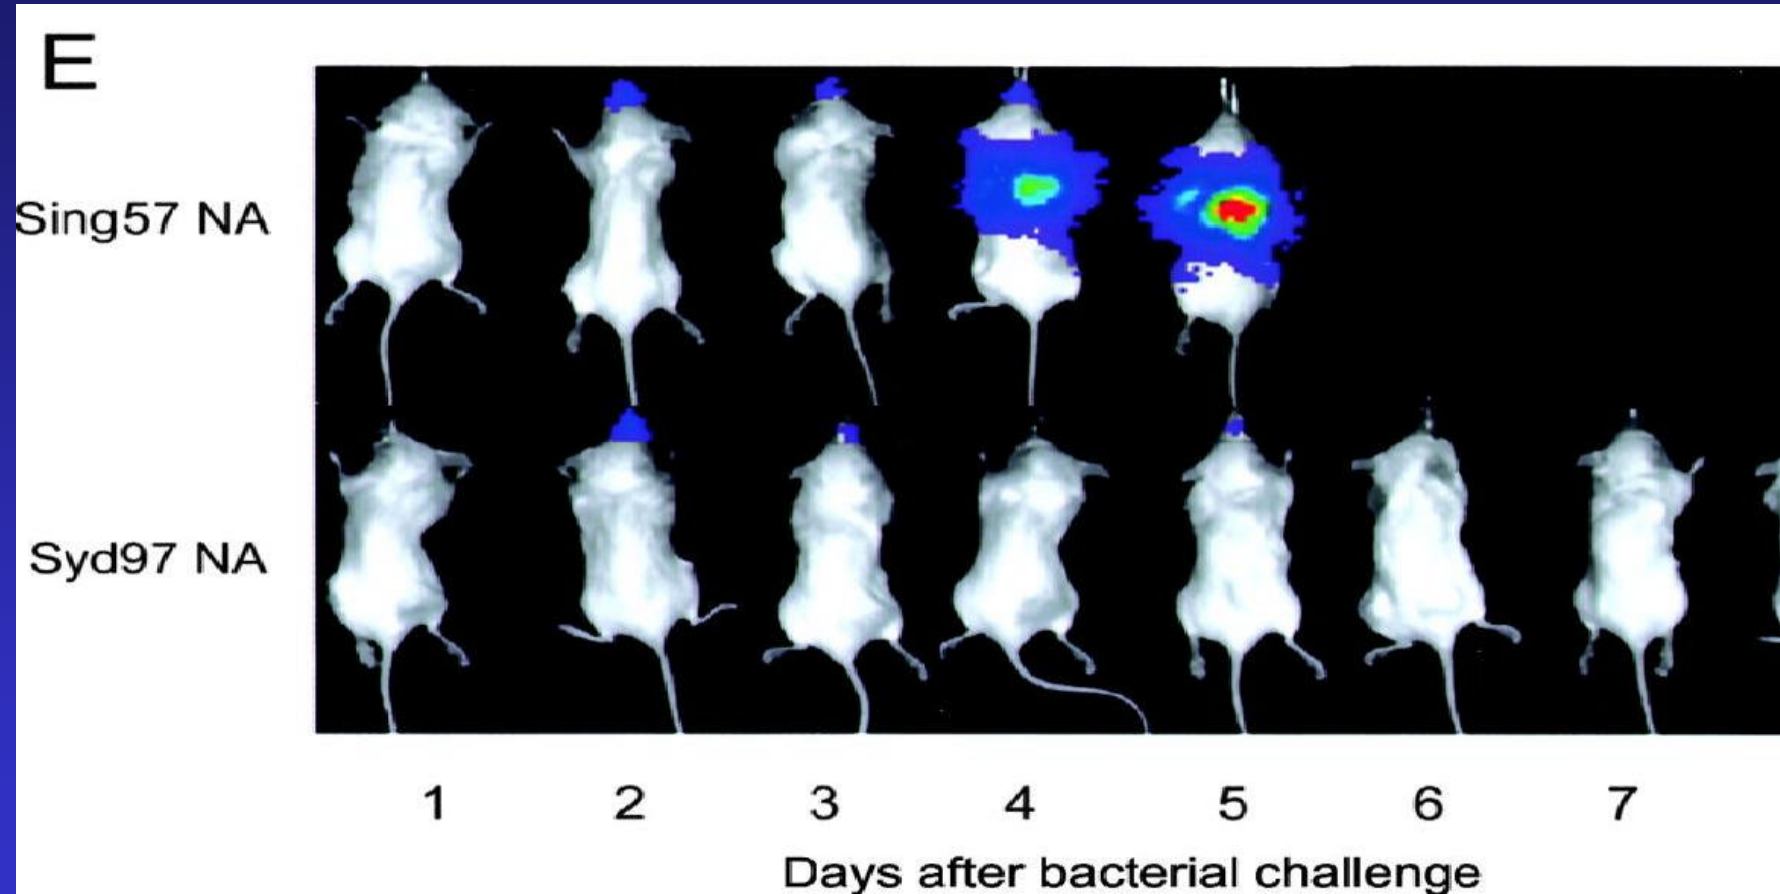 E
Sing57 NA
Syd97 NA
1 2 3 4 5 6 7
Days after bacterial challenge